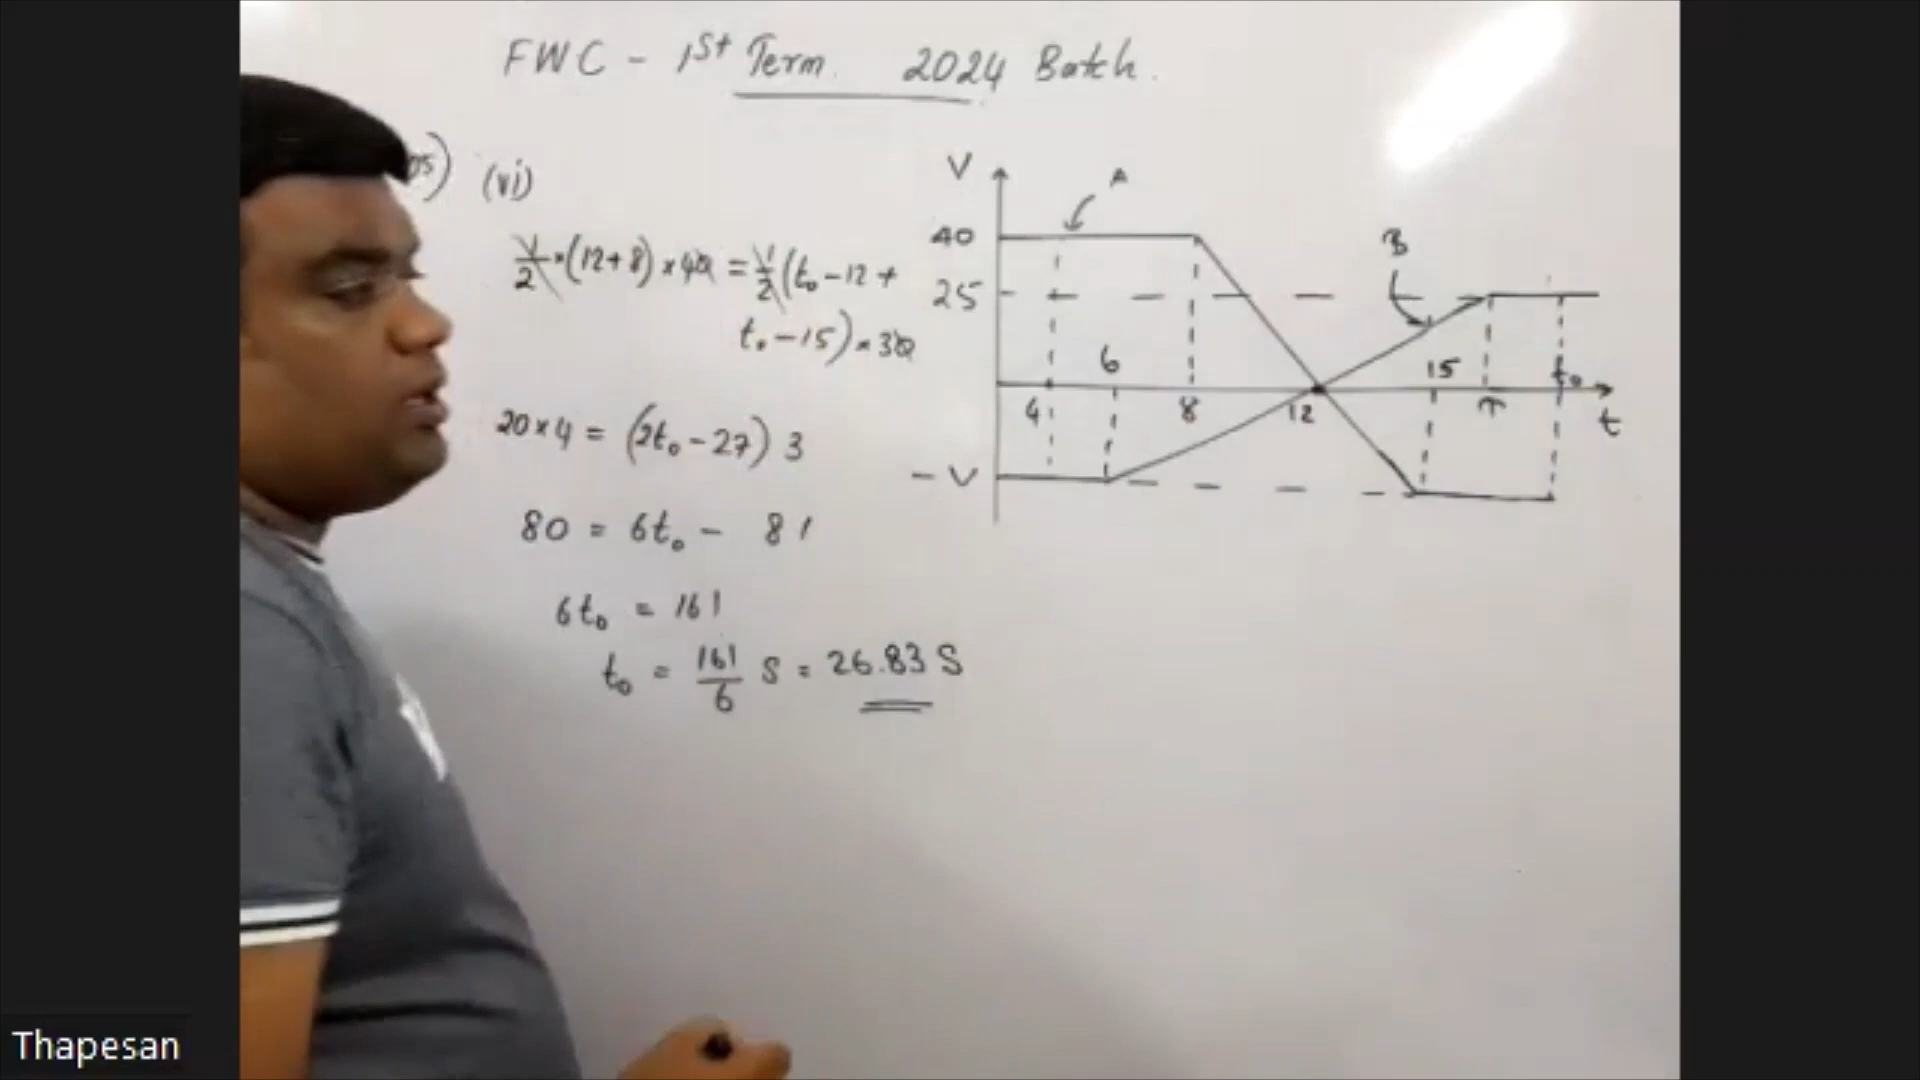 FWC - 1st Term. 2024 Batch.
05) (vi)
1/2 × (12 + 8) × 40 = 1/2 (t₀ - 12 +
t₀ - 15) × 30
20 × 4 = (2t₀ - 27) 3
80 = 6t₀ - 81
6t₀ = 161
t₀ = 161/6 S = 26.83 S
V
A
40
B
25
6
15
t₀
4
8
12
T
t
- V
Thapesan